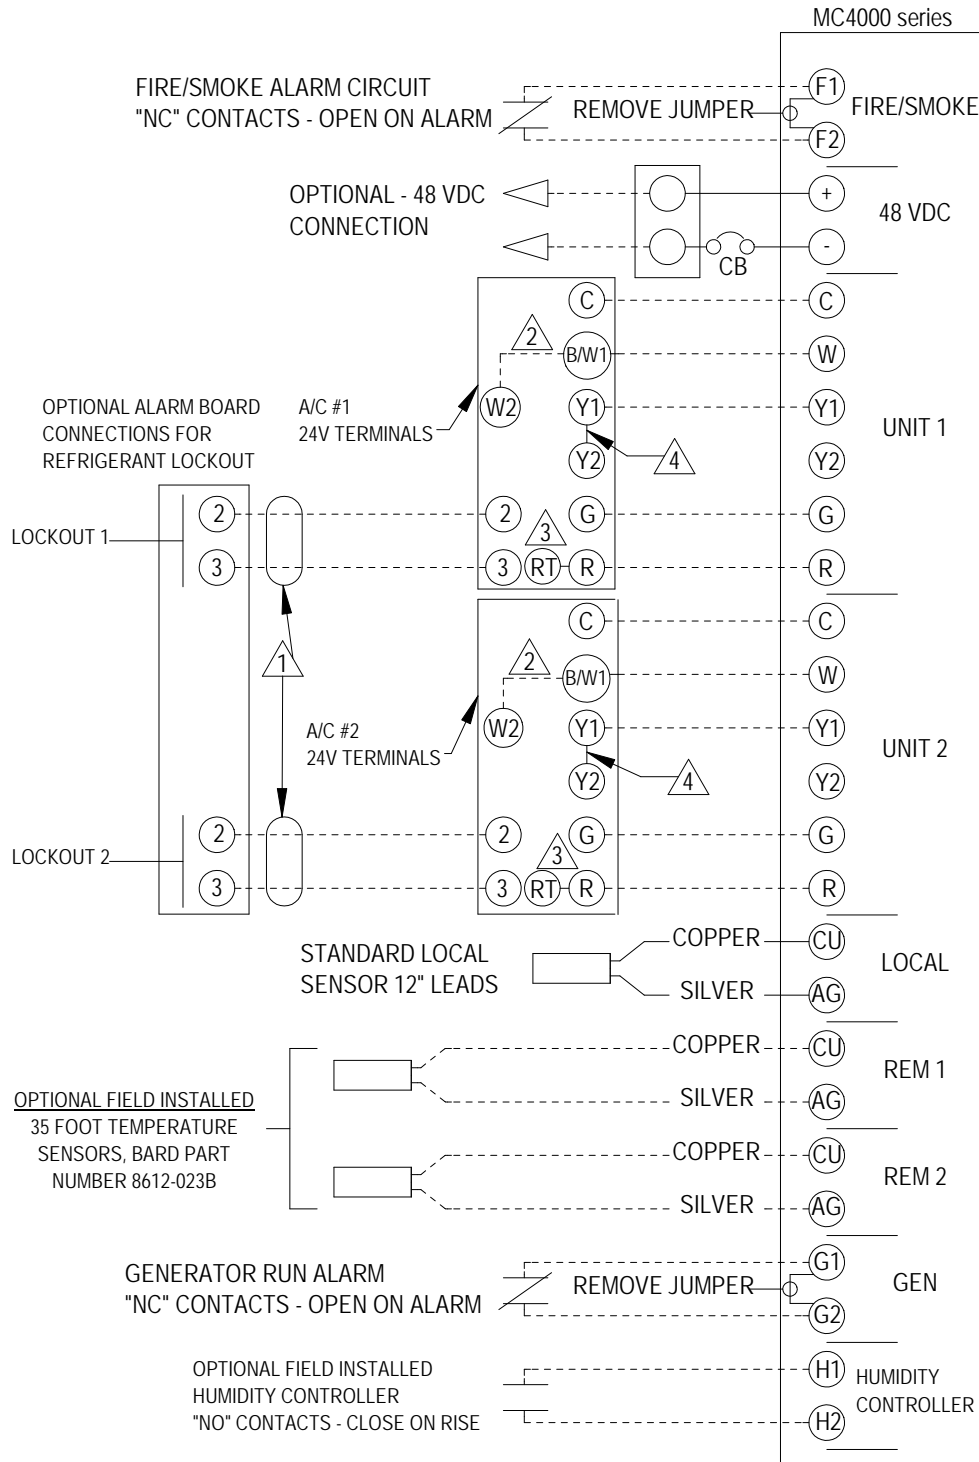 MC4000 series
FIRE/SMOKE ALARM CIRCUIT
"NC" CONTACTS - OPEN ON ALARM
REMOVE JUMPER
F1
F2
FIRE/SMOKE
OPTIONAL - 48 VDC
CONNECTION
CB
+
-
48 VDC
OPTIONAL ALARM BOARD
CONNECTIONS FOR
REFRIGERANT LOCKOUT
LOCKOUT 1
2
3
1
A/C #1
24V TERMINALS
C
2
B/W1
W2
Y1
4
Y2
2
G
3
3
RT
R
C
W
Y1
Y2
G
R
UNIT 1
LOCKOUT 2
2
3
A/C #2
24V TERMINALS
C
2
B/W1
W2
Y1
4
Y2
2
G
3
3
RT
R
C
W
Y1
Y2
G
R
UNIT 2
STANDARD LOCAL
SENSOR 12" LEADS
COPPER
SILVER
CU
AG
LOCAL
OPTIONAL FIELD INSTALLED
35 FOOT TEMPERATURE
SENSORS, BARD PART
NUMBER 8612-023B
COPPER
SILVER
CU
AG
REM 1
COPPER
SILVER
CU
AG
REM 2
GENERATOR RUN ALARM
"NC" CONTACTS - OPEN ON ALARM
REMOVE JUMPER
G1
G2
GEN
OPTIONAL FIELD INSTALLED
HUMIDITY CONTROLLER
"NO" CONTACTS - CLOSE ON RISE
H1
H2
HUMIDITY
CONTROLLER